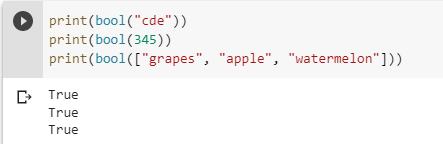 print(bool("cde"))
print(bool(345))
print(bool(["grapes", "apple", "watermelon"]))
True
True
True